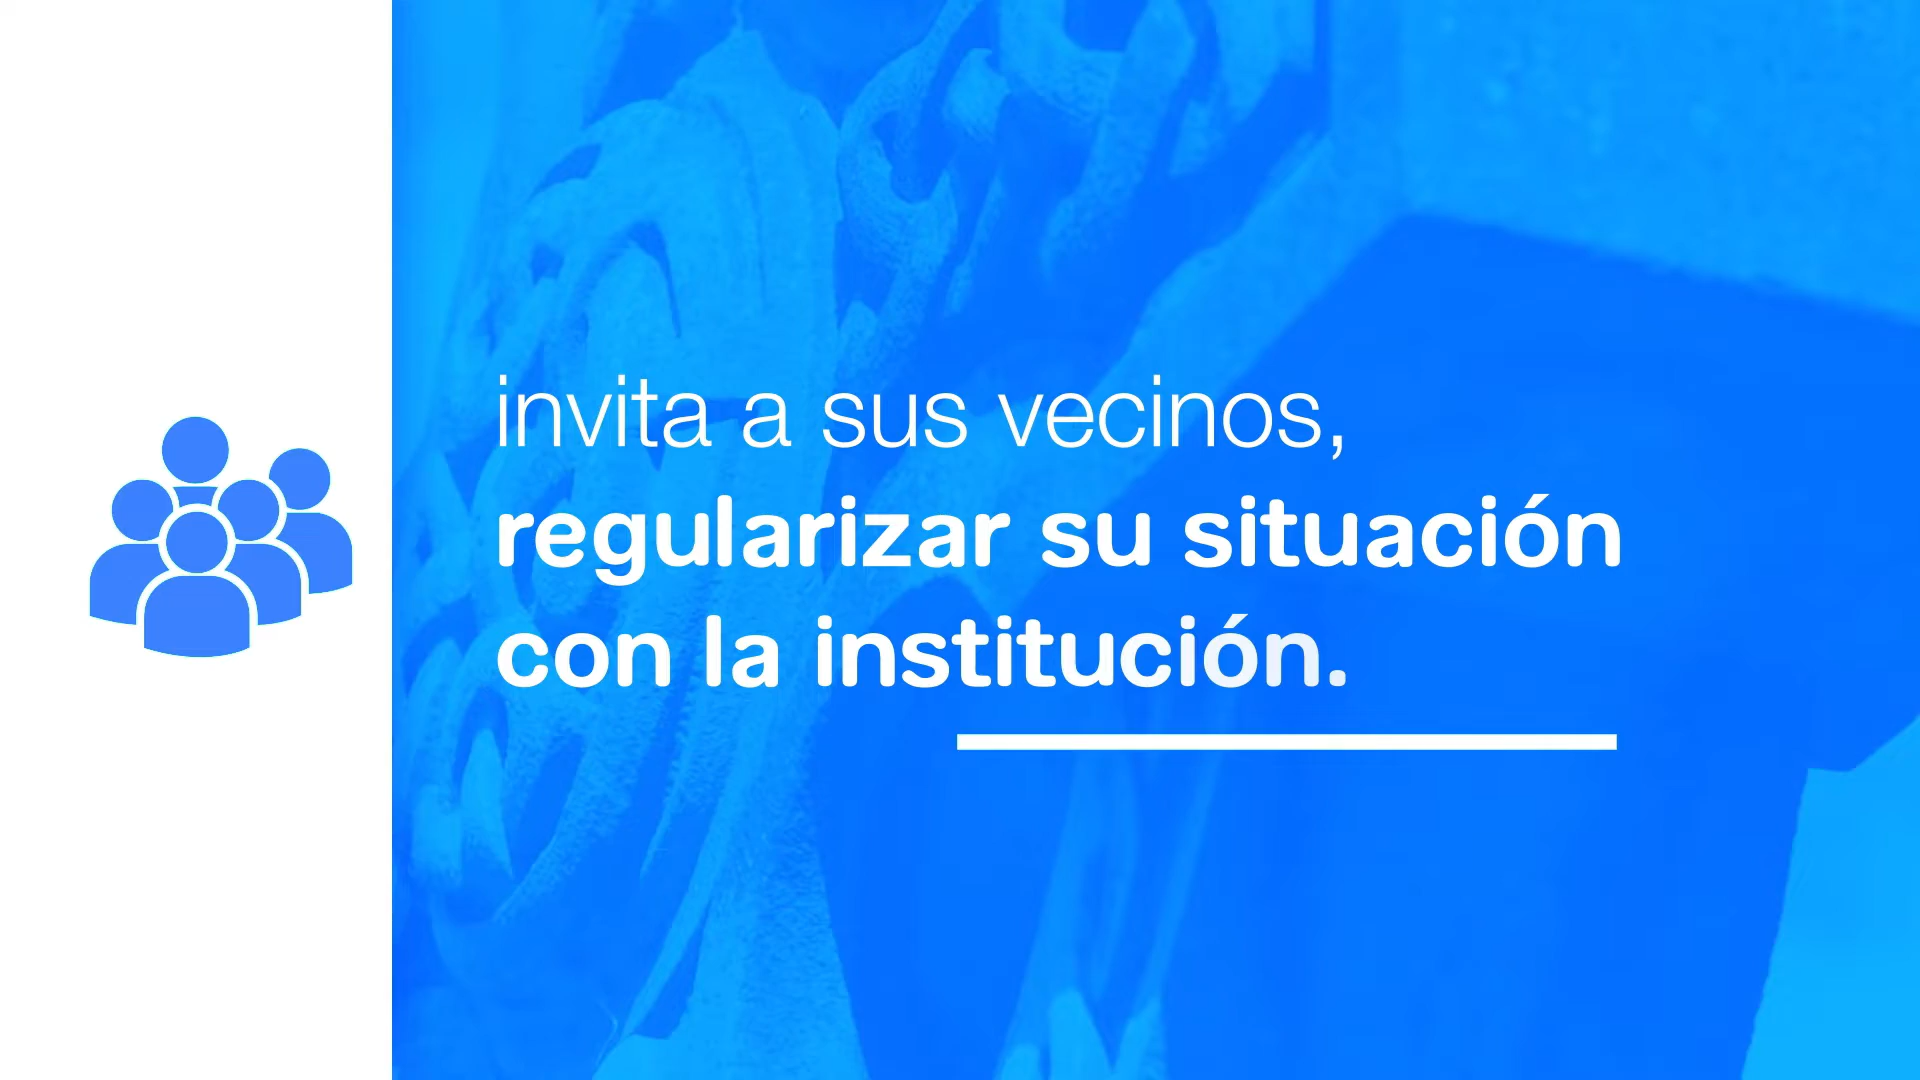 invita a sus vecinos,
regularizar su situación
con la institución.